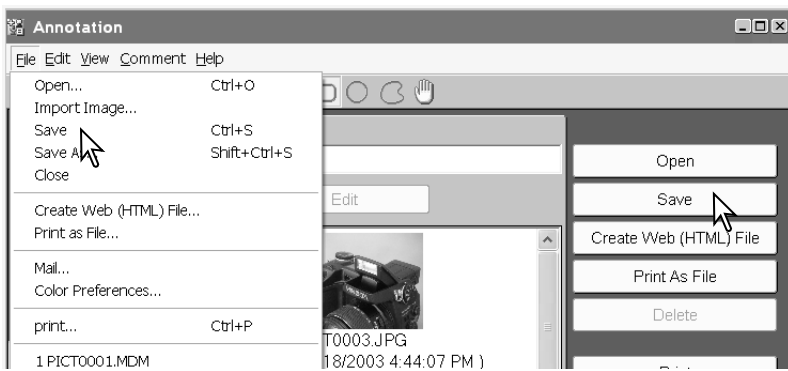 Annotation
File Edit View Comment Help
Open... Ctrl+O
Import Image...
Save Ctrl+S
Save Shift+Ctrl+S
Close
Create Web (HTML) File...
Print as File...
Mail...
Color Preferences...
print... Ctrl+P
1 PICT0001.MDM
Edit
T0003.JPG
18/2003 4:44:07 PM )
Open
Save
Create Web (HTML) File
Print As File
Delete